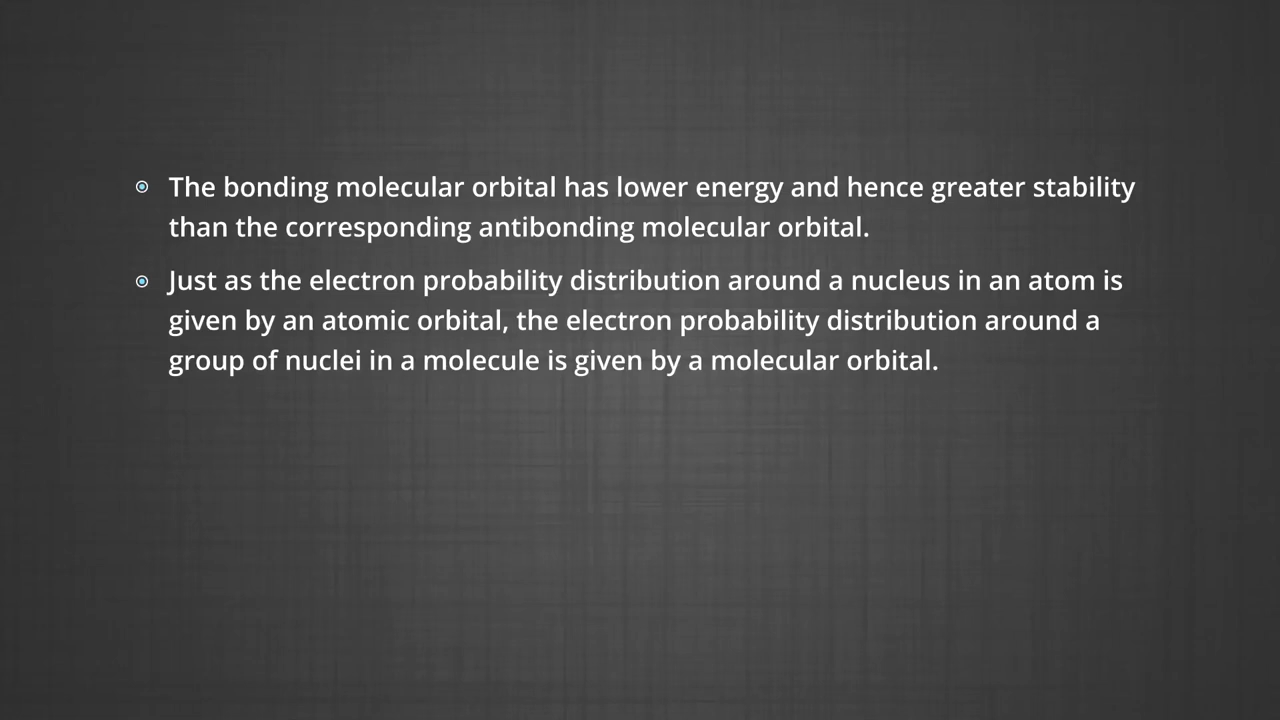 The bonding molecular orbital has lower energy and hence greater stability
than the corresponding antibonding molecular orbital.
Just as the electron probability distribution around a nucleus in an atom is
given by an atomic orbital, the electron probability distribution around a
group of nuclei in a molecule is given by a molecular orbital.